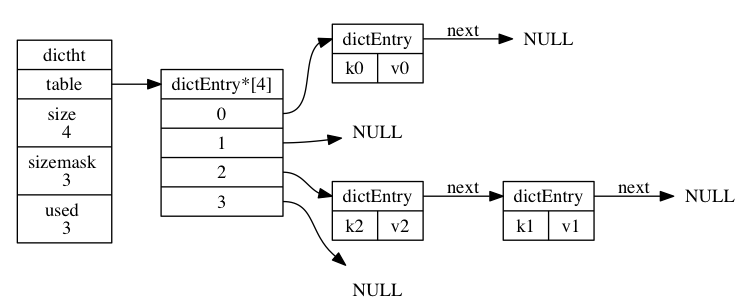 dictht
table
size
4
sizemask
3
used
3
dictEntry*[4]
0
1
2
3
dictEntry
k0 v0
next
NULL
NULL
dictEntry
k2 v2
next
dictEntry
k1 v1
next
NULL
NULL